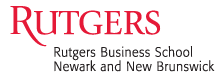 RUTGERS
Rutgers Business School
Newark and New Brunswick